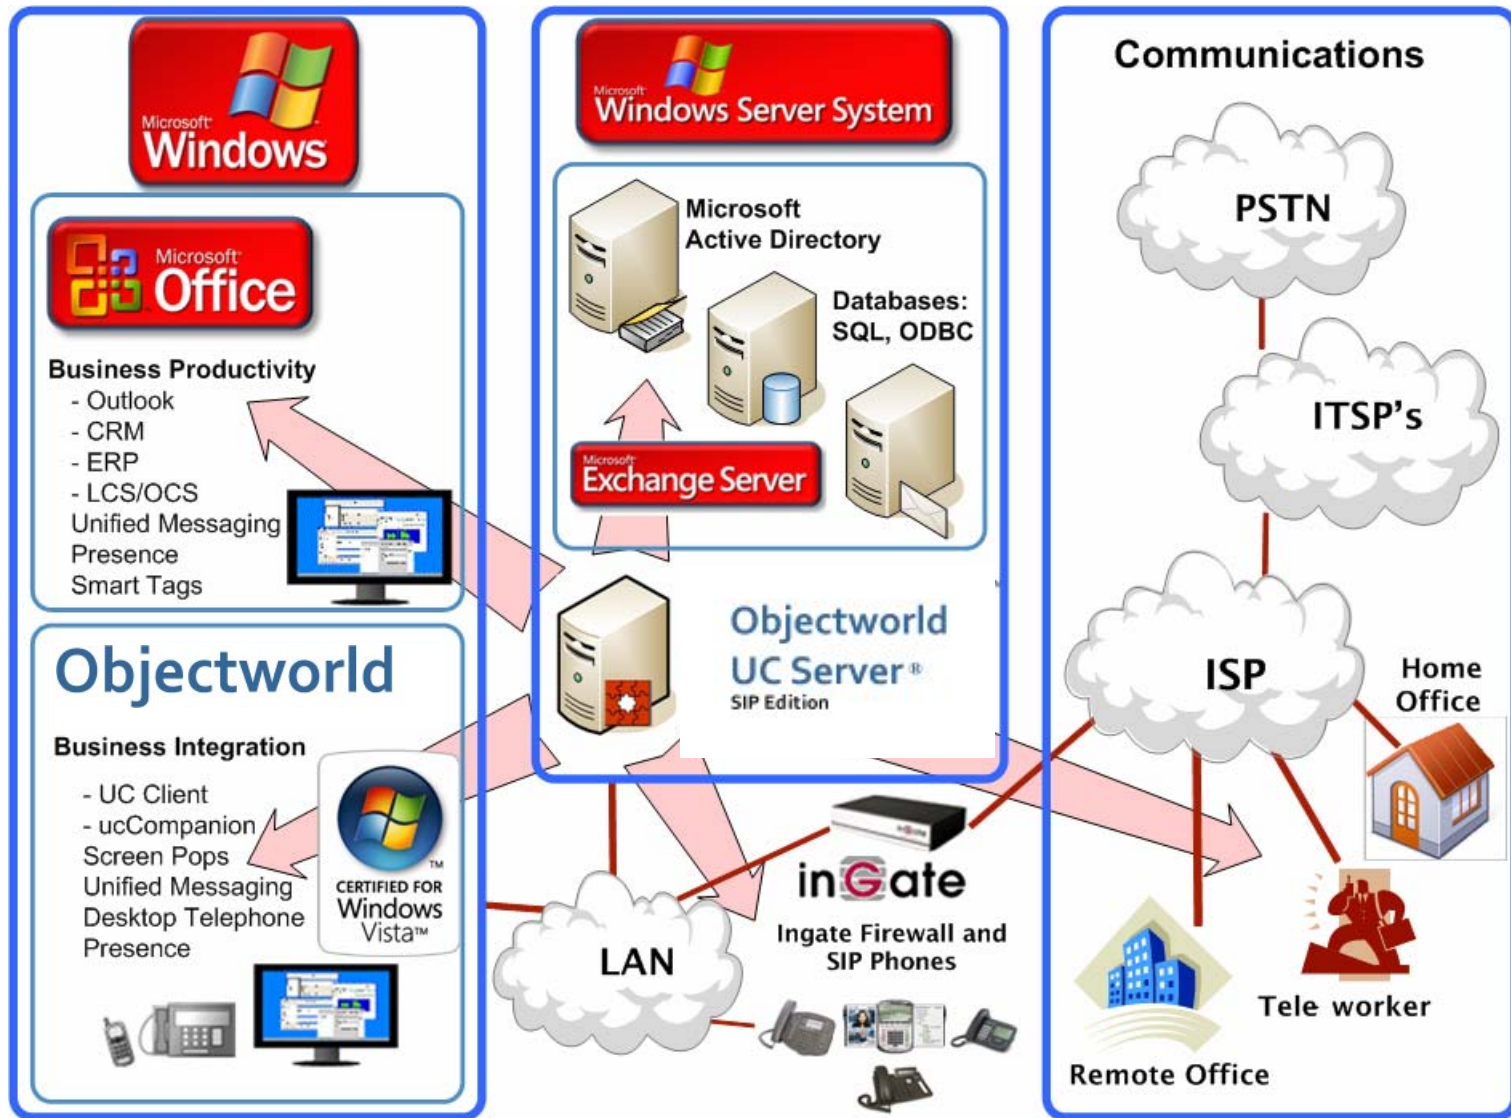 Microsoft®
Windows
Microsoft®
Office
Business Productivity
- Outlook
- CRM
- ERP
- LCS/OCS
Unified Messaging
Presence
Smart Tags
Objectworld
Business Integration
- UC Client
- ucCompanion
Screen Pops
Unified Messaging
Desktop Telephone
Presence
CERTIFIED FOR
Windows
Vista™
Microsoft®
Windows Server System
Microsoft
Active Directory
Databases:
SQL, ODBC
Microsoft®
Exchange Server
Objectworld
UC Server®
SIP Edition
LAN
inGate
inGate
Ingate Firewall and
SIP Phones
Communications
PSTN
ITSP's
ISP
Home
Office
Tele worker
Remote Office